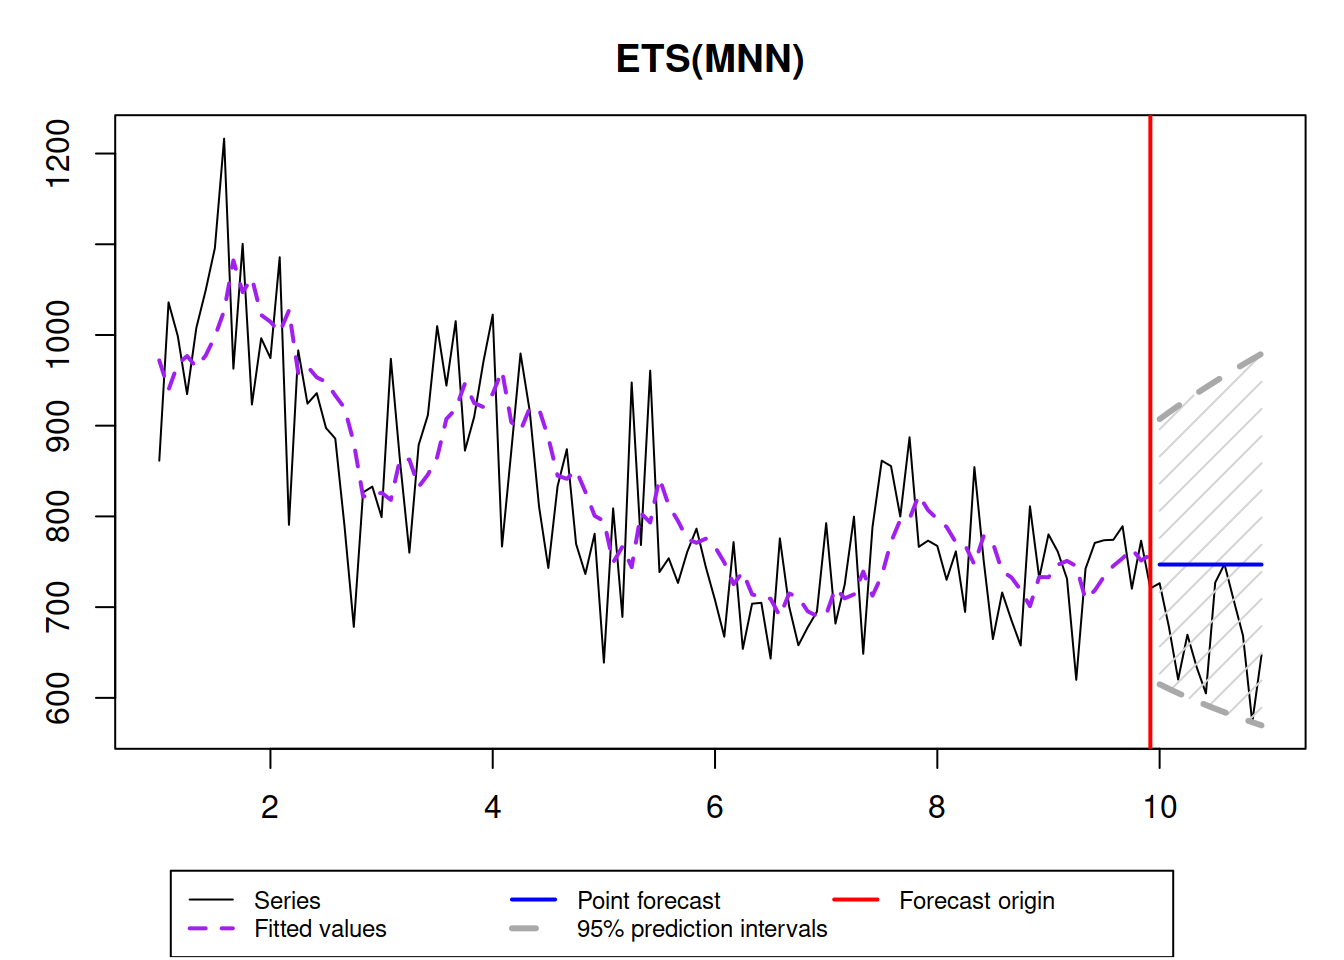 ETS(MNN)
1200
1000
900
800
700
600
2 4 6 8 10
Series
Point forecast
Forecast origin
Fitted values
95% prediction intervals